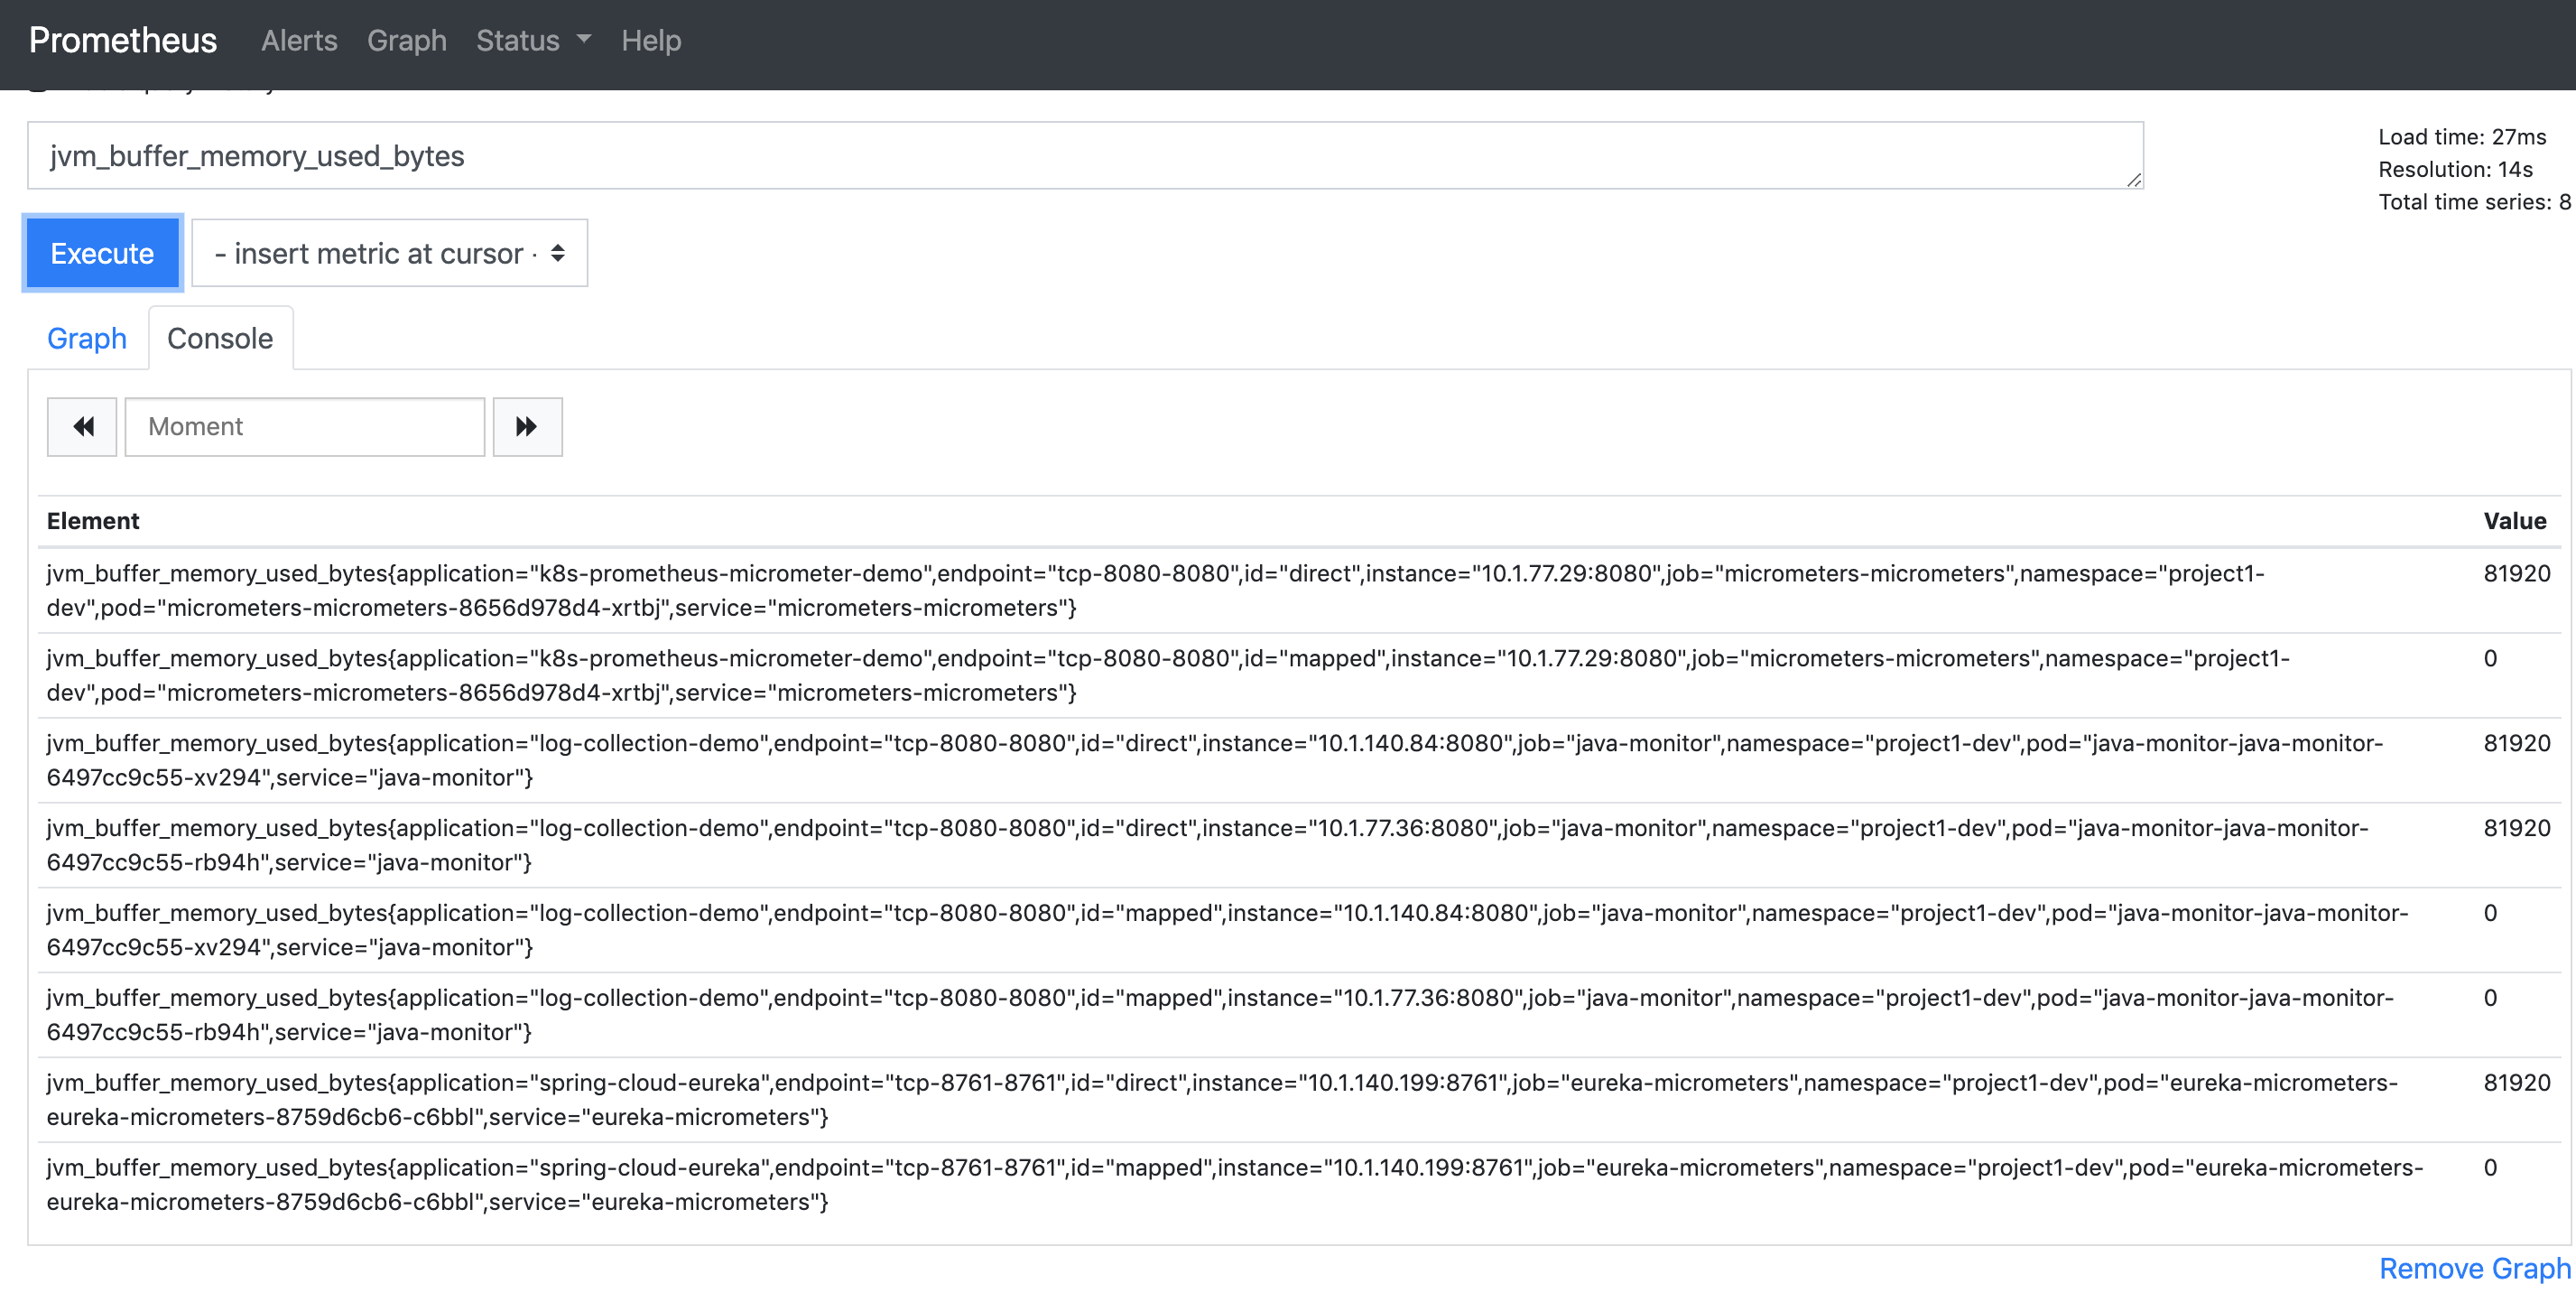 Prometheus Alerts Graph Status Help
jvm_buffer_memory_used_bytes
Load time: 27ms
Resolution: 14s
Total time series: 8
Execute
- insert metric at cursor -
Graph Console
Moment
Element Value
jvm_buffer_memory_used_bytes{application="k8s-prometheus-micrometer-demo",endpoint="tcp-8080-8080",id="direct",instance="10.1.77.29:8080",job="micrometers-micrometers",namespace="project1- 81920
dev",pod="micrometers-micrometers-8656d978d4-xrtbj",service="micrometers-micrometers"}
jvm_buffer_memory_used_bytes{application="k8s-prometheus-micrometer-demo",endpoint="tcp-8080-8080",id="mapped",instance="10.1.77.29:8080",job="micrometers-micrometers",namespace="project1- 0
dev",pod="micrometers-micrometers-8656d978d4-xrtbj",service="micrometers-micrometers"}
jvm_buffer_memory_used_bytes{application="log-collection-demo",endpoint="tcp-8080-8080",id="direct",instance="10.1.140.84:8080",job="java-monitor",namespace="project1-dev",pod="java-monitor-java-monitor- 81920
6497cc9c55-xv294",service="java-monitor"}
jvm_buffer_memory_used_bytes{application="log-collection-demo",endpoint="tcp-8080-8080",id="direct",instance="10.1.77.36:8080",job="java-monitor",namespace="project1-dev",pod="java-monitor-java-monitor- 81920
6497cc9c55-rb94h",service="java-monitor"}
jvm_buffer_memory_used_bytes{application="log-collection-demo",endpoint="tcp-8080-8080",id="mapped",instance="10.1.140.84:8080",job="java-monitor",namespace="project1-dev",pod="java-monitor-java-monitor- 0
6497cc9c55-xv294",service="java-monitor"}
jvm_buffer_memory_used_bytes{application="log-collection-demo",endpoint="tcp-8080-8080",id="mapped",instance="10.1.77.36:8080",job="java-monitor",namespace="project1-dev",pod="java-monitor-java-monitor- 0
6497cc9c55-rb94h",service="java-monitor"}
jvm_buffer_memory_used_bytes{application="spring-cloud-eureka",endpoint="tcp-8761-8761",id="direct",instance="10.1.140.199:8761",job="eureka-micrometers",namespace="project1-dev",pod="eureka-micrometers- 81920
eureka-micrometers-8759d6cb6-c6bbl",service="eureka-micrometers"}
jvm_buffer_memory_used_bytes{application="spring-cloud-eureka",endpoint="tcp-8761-8761",id="mapped",instance="10.1.140.199:8761",job="eureka-micrometers",namespace="project1-dev",pod="eureka-micrometers- 0
eureka-micrometers-8759d6cb6-c6bbl",service="eureka-micrometers"}
Remove Graph